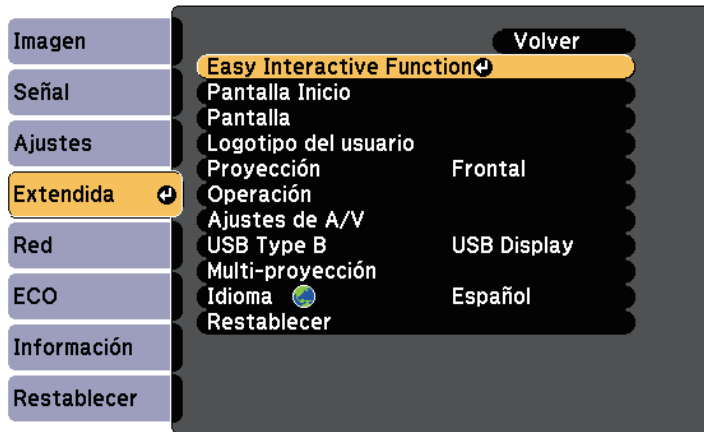 Imagen
Señal
Ajustes
Extendida
Red
ECO
Información
Restablecer
Volver
Easy Interactive Function
Pantalla Inicio
Pantalla
Logotipo del usuario
Proyección Frontal
Operación
Ajustes de A/V
USB Type B USB Display
Multi-proyección
Idioma Español
Restablecer